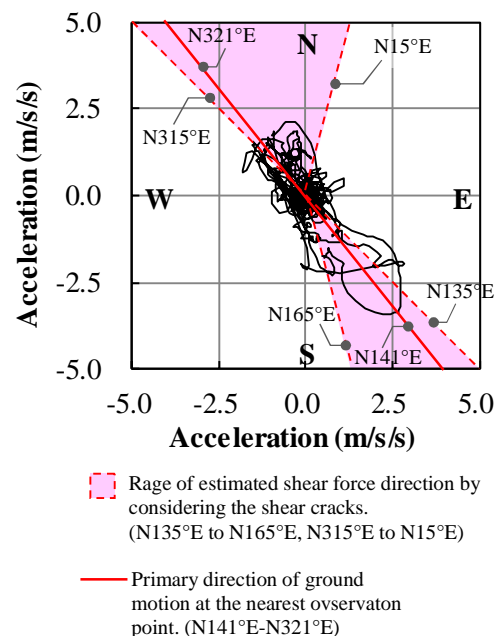 5.0
N321°E
N
N15°E
2.5
N315°E
Acceleration (m/s/s)
0.0
W
E
-2.5
N135°E
N165°E
N141°E
S
-5.0
-5.0
-2.5
0.0
2.5
5.0
Acceleration (m/s/s)
Rage of estimated shear force direction by
considering the shear cracks.
(N135°E to N165°E, N315°E to N15°E)
Primary direction of ground
motion at the nearest ovservaton
point. (N141°E-N321°E)